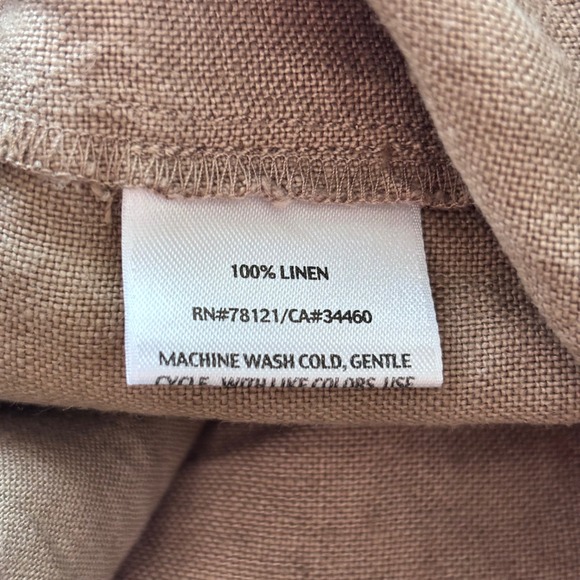 100% LINEN
RN#78121/CA#34460
MACHINE WASH COLD, GENTLE
CYCLE, WITH LIKE COLORS, USE